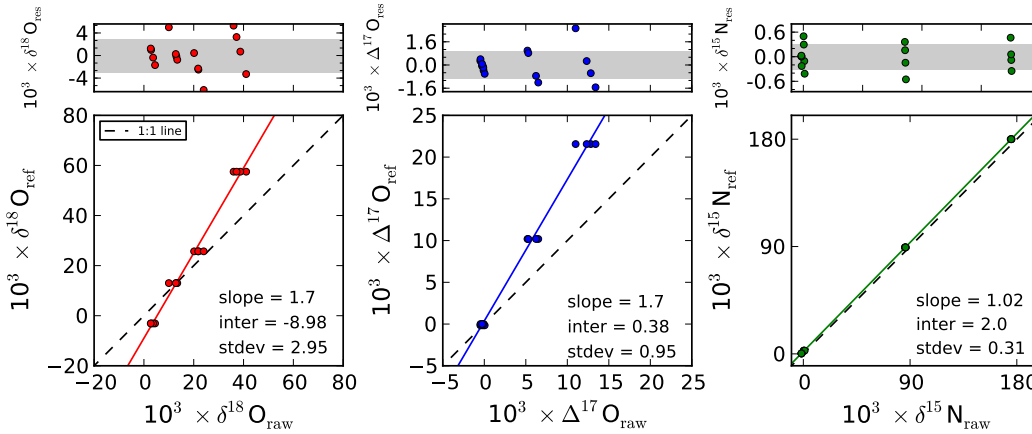 10³ × δ¹⁸O_res
4
0
−4
10³ × Δ¹⁷O_res
1.6
0.0
−1.6
10³ × δ¹⁵N_res
0.6
0.0
−0.6
10³ × δ¹⁸O_ref
80
60
40
20
0
−20
1:1 line
slope = 1.7
inter = -8.98
stdev = 2.95
−20 0 20 40 60 80
10³ × δ¹⁸O_raw
10³ × Δ¹⁷O_ref
25
20
15
10
5
0
−5
slope = 1.7
inter = 0.38
stdev = 0.95
0 5 10 15 20 25
10³ × Δ¹⁷O_raw
10³ × δ¹⁵N_ref
180
90
0
slope = 1.02
inter = 2.0
stdev = 0.31
0 90 180
10³ × δ¹⁵N_raw